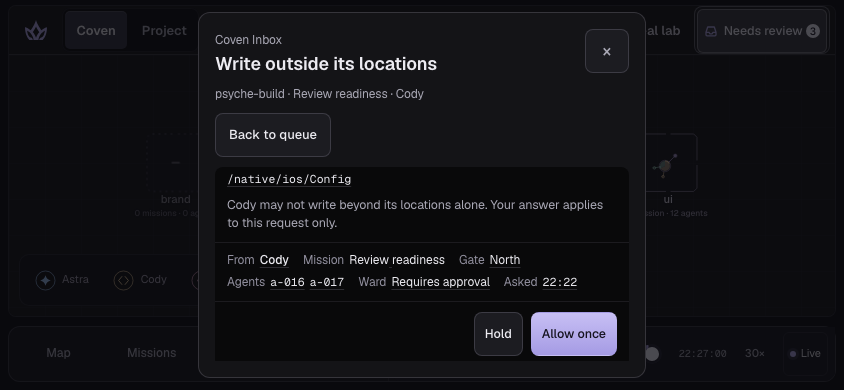 Coven
Project
al lab
Needs review 3
Coven Inbox
Write outside its locations
×
psyche-build · Review readiness · Cody
Back to queue
/native/ios/Config
Cody may not write beyond its locations alone. Your answer applies
to this request only.
From Cody Mission Review readiness Gate North
Agents a-016 a-017 Ward Requires approval Asked 22:22
Hold
Allow once
brand
0 missions · 0 ag
ui
ssion · 12 agents
Astra
Cody
Map
Missions
22:27:00
30×
Live